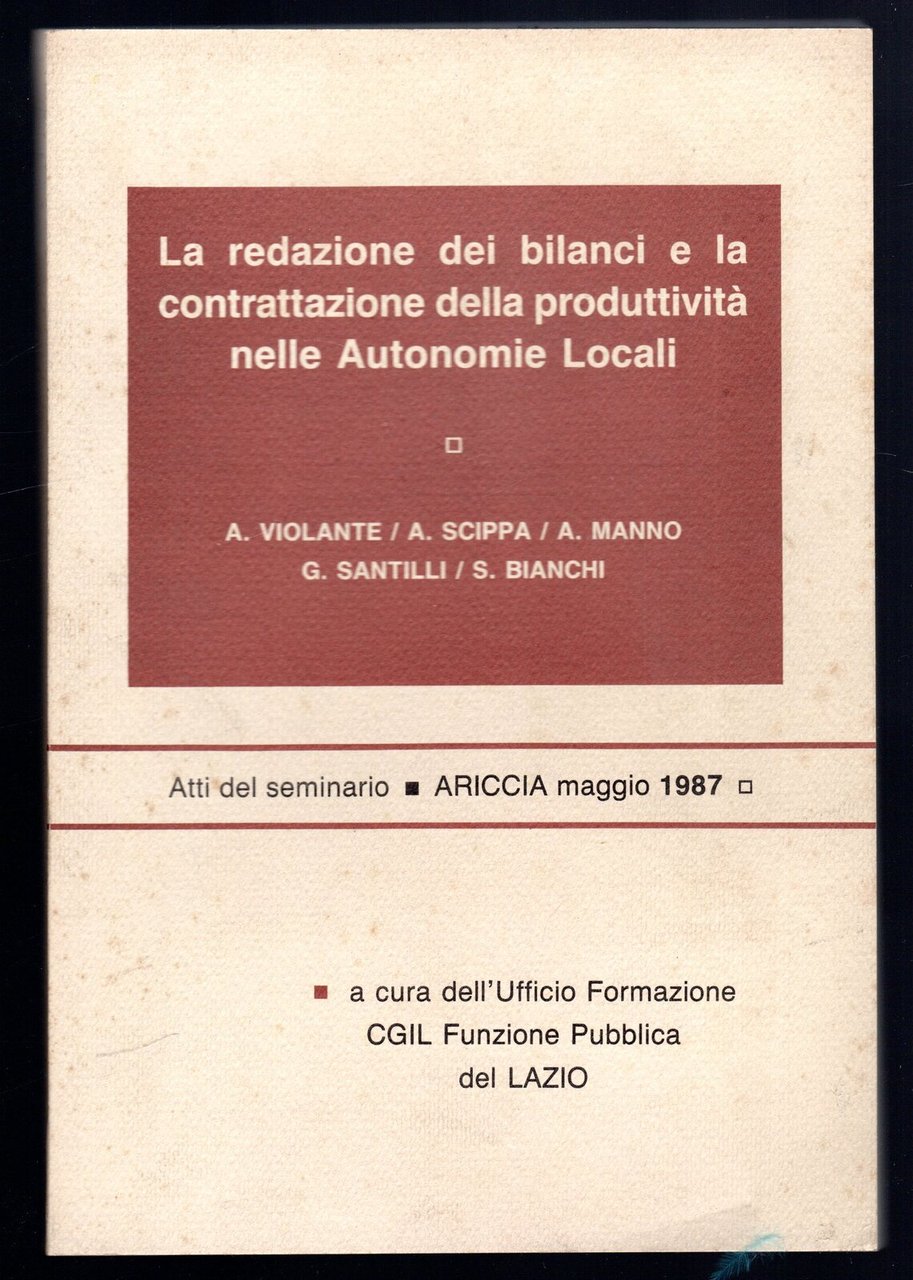 La redazione dei bilanci e la
contrattazione della produttività
nelle Autonomie Locali
A. VIOLANTE / A. SCIPPA / A. MANNO
G. SANTILLI / S. BIANCHI
Atti del seminario ■ ARICCIA maggio 1987 □
■ a cura dell'Ufficio Formazione
CGIL Funzione Pubblica
del LAZIO